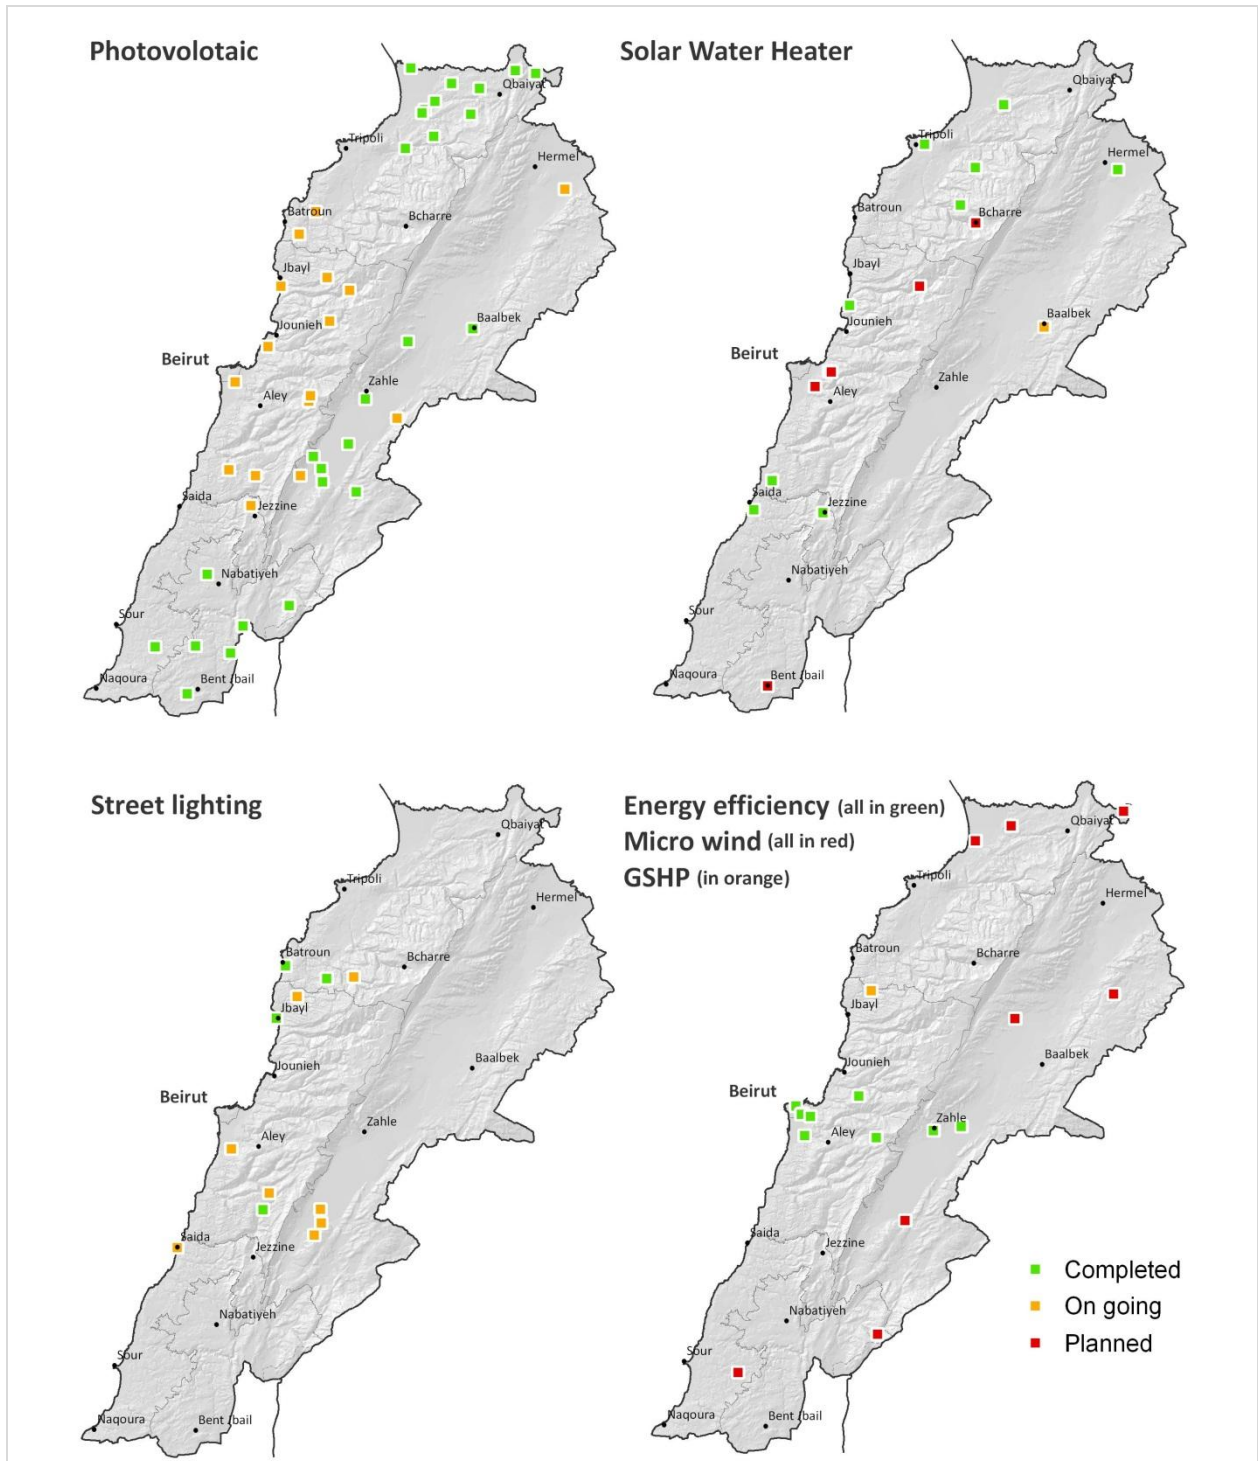 Photovolotaic
Qbaiyat
Tripoli
Hermel
Batroun
Bcharre
Jbayl
Baalbek
Jounieh
Beirut
Zahle
Aley
Saida
Jezzine
Nabatiyeh
Sour
Naqoura
Bent Jbail
Solar Water Heater
Qbaiyat
Tripoli
Hermel
Batroun
Bcharre
Jbayl
Baalbek
Jounieh
Beirut
Zahle
Aley
Saida
Jezzine
Nabatiyeh
Sour
Naqoura
Bent Jbail
Street lighting
Qbaiyat
Tripoli
Hermel
Batroun
Bcharre
Jbayl
Baalbek
Jounieh
Beirut
Zahle
Aley
Saida
Jezzine
Nabatiyeh
Sour
Naqoura
Bent Jbail
Energy efficiency (all in green)
Micro wind (all in red)
GSHP (in orange)
Qbaiyat
Tripoli
Hermel
Batroun
Bcharre
Jbayl
Baalbek
Jounieh
Beirut
Zahle
Aley
Saida
Jezzine
Nabatiyeh
Sour
Naqoura
Bent Jbail
Completed
On going
Planned